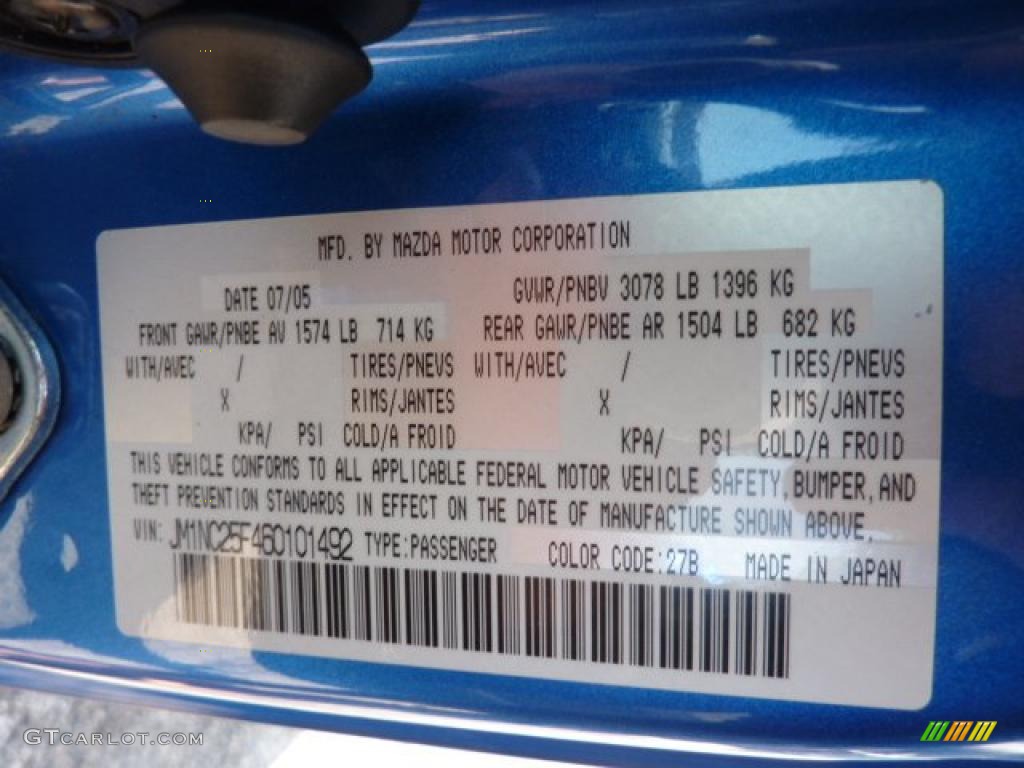 MFD. BY MAZDA MOTOR CORPORATION
DATE 07/05 GVWR/PNBV 3078 LB 1396 KG
FRONT GAWR/PNBE AV 1574 LB 714 KG REAR GAWR/PNBE AR 1504 LB 682 KG
WITH/AVEC / TIRES/PNEUS WITH/AVEC / TIRES/PNEUS
X RIMS/JANTES X RIMS/JANTES
KPA/ PSI COLD/A FROID KPA/ PSI COLD/A FROID
THIS VEHICLE CONFORMS TO ALL APPLICABLE FEDERAL MOTOR VEHICLE SAFETY, BUMPER, AND
THEFT PREVENTION STANDARDS IN EFFECT ON THE DATE OF MANUFACTURE SHOWN ABOVE.
VIN: JM1NC25F460101492 TYPE:PASSENGER COLOR CODE:27B MADE IN JAPAN
GTCARLOT.COM